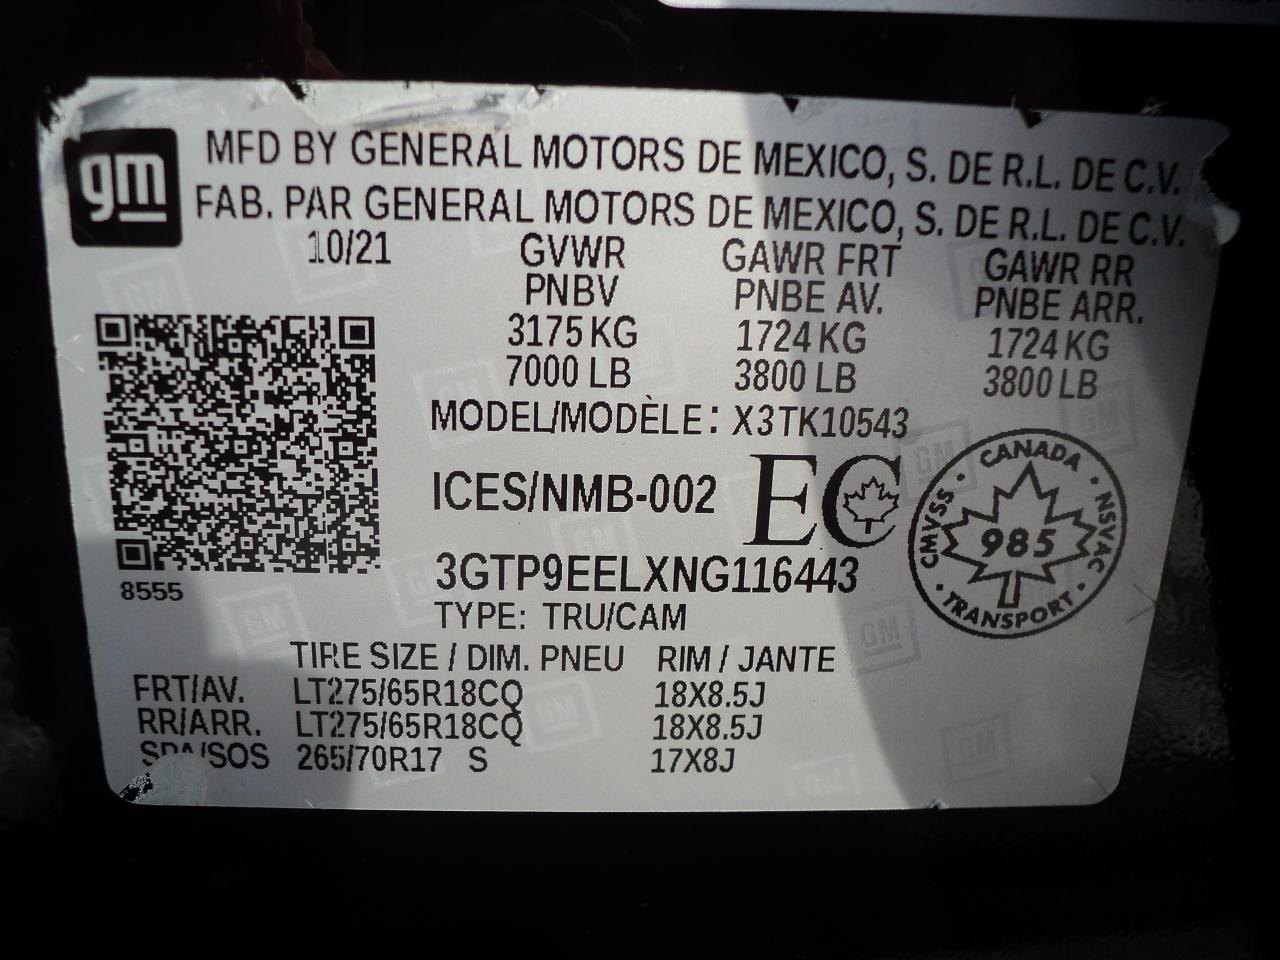 gm
MFD BY GENERAL MOTORS DE MEXICO, S. DE R.L. DE C.V.
FAB. PAR GENERAL MOTORS DE MEXICO, S. DE R.L. DE C.V.
10/21
GVWR
PNBV
3175 KG
7000 LB
GAWR FRT
PNBE AV.
1724 KG
3800 LB
GAWR RR
PNBE ARR.
1724 KG
3800 LB
MODEL/MODÈLE: X3TK10543
ICES/NMB-002 EC
3GTP9EELXNG116443
TYPE: TRU/CAM
8555
CANADA
CMVSS 985 NSVAC
TRANSPORT
TIRE SIZE / DIM. PNEU RIM / JANTE
FRT/AV. LT275/65R18CQ 18X8.5J
RR/ARR. LT275/65R18CQ 18X8.5J
SPA/SOS 265/70R17 S 17X8J